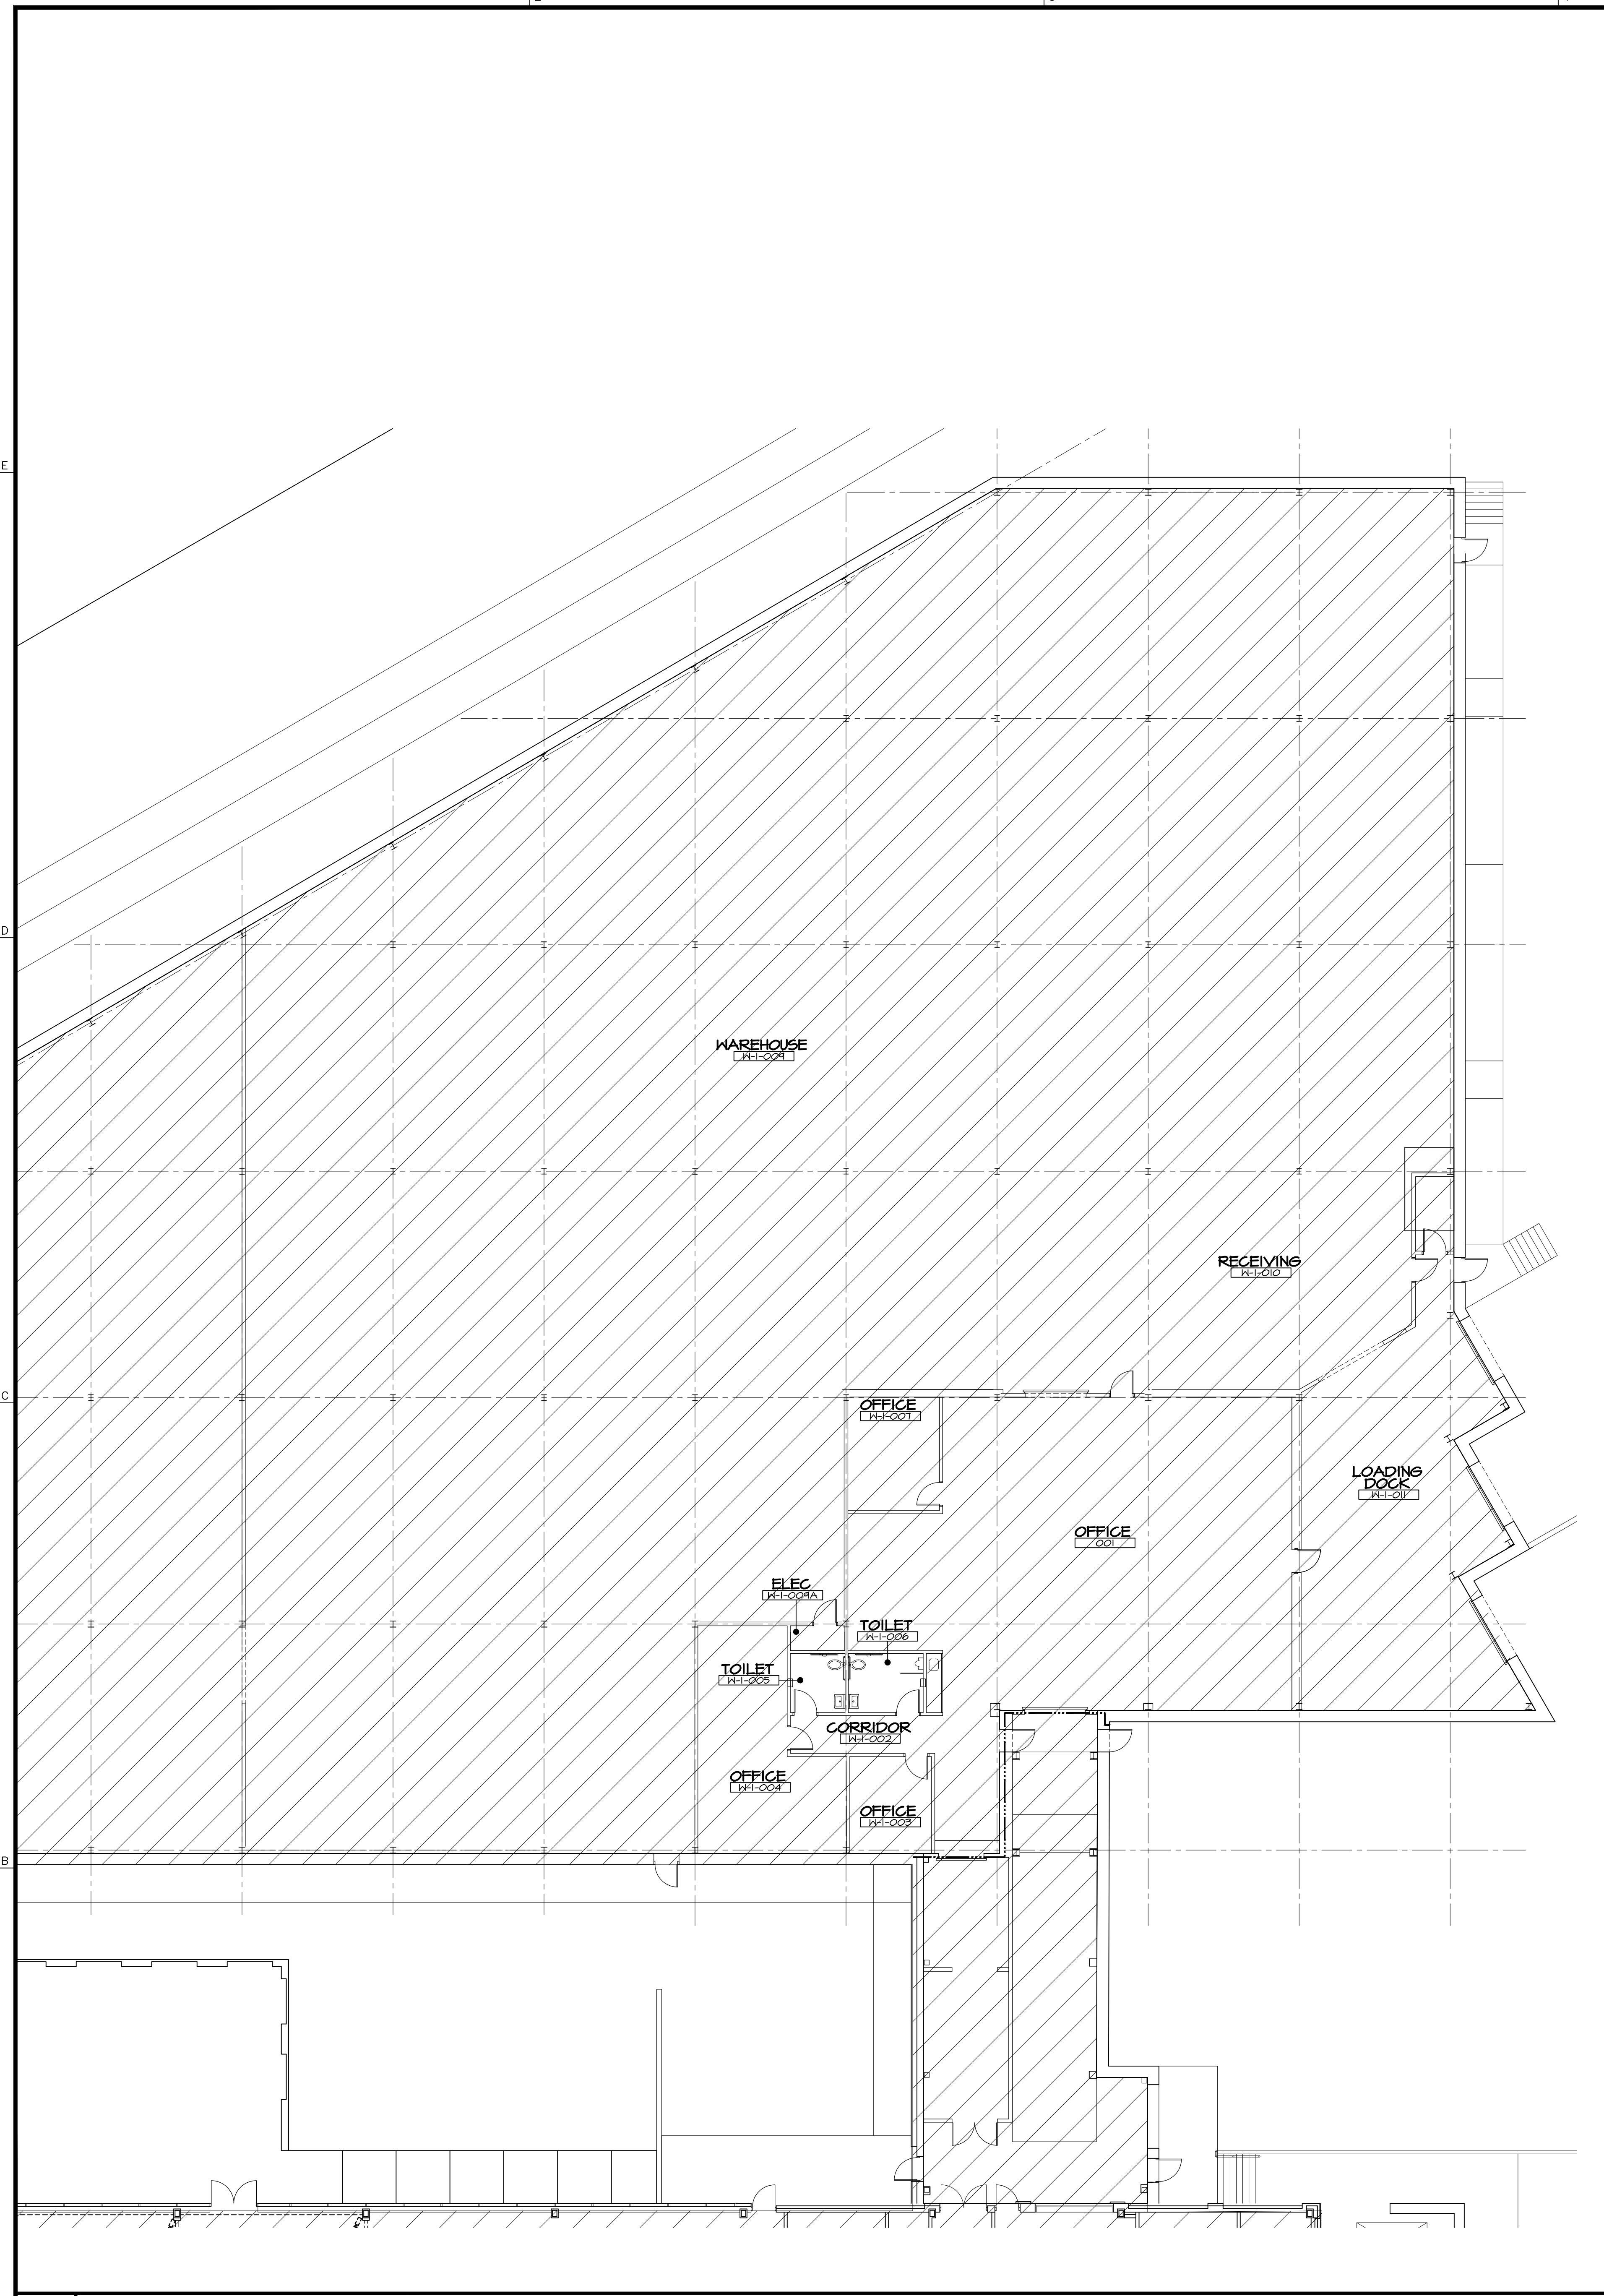 E
D
WAREHOUSE
W-1-009
RECEIVING
W-1-010
C
OFFICE
W-1-007
LOADING
DOCK
W-1-011
OFFICE
001
ELEC
W-1-009A
TOILET
W-1-006
TOILET
W-1-005
CORRIDOR
W-1-002
OFFICE
W-1-004
OFFICE
W-1-003
B